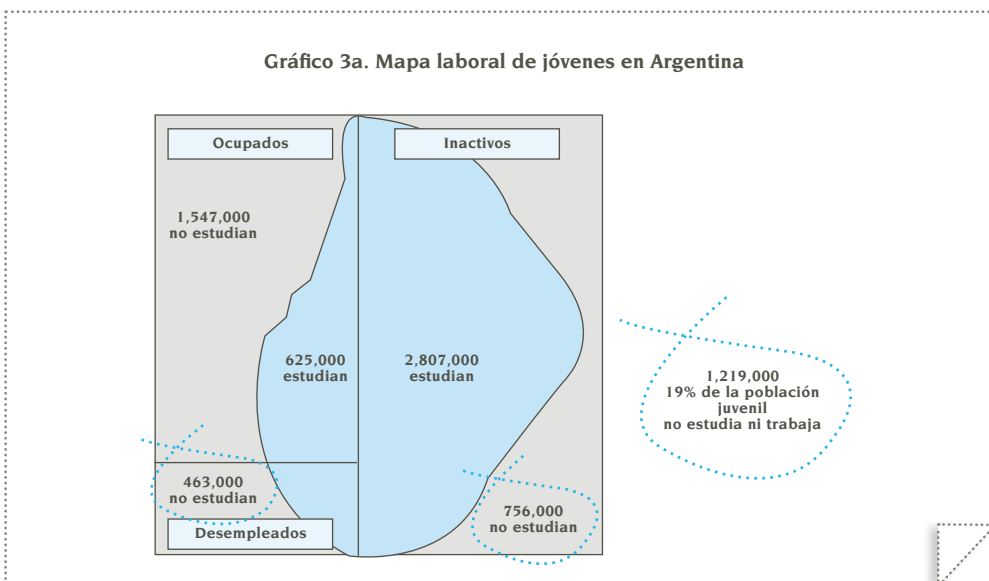 Gráfico 3a. Mapa laboral de jóvenes en Argentina
Ocupados
Inactivos
1,547,000
no estudian
625,000
estudian
2,807,000
estudian
1,219,000
19% de la población
juvenil
no estudia ni trabaja
463,000
no estudian
756,000
no estudian
Desempleados